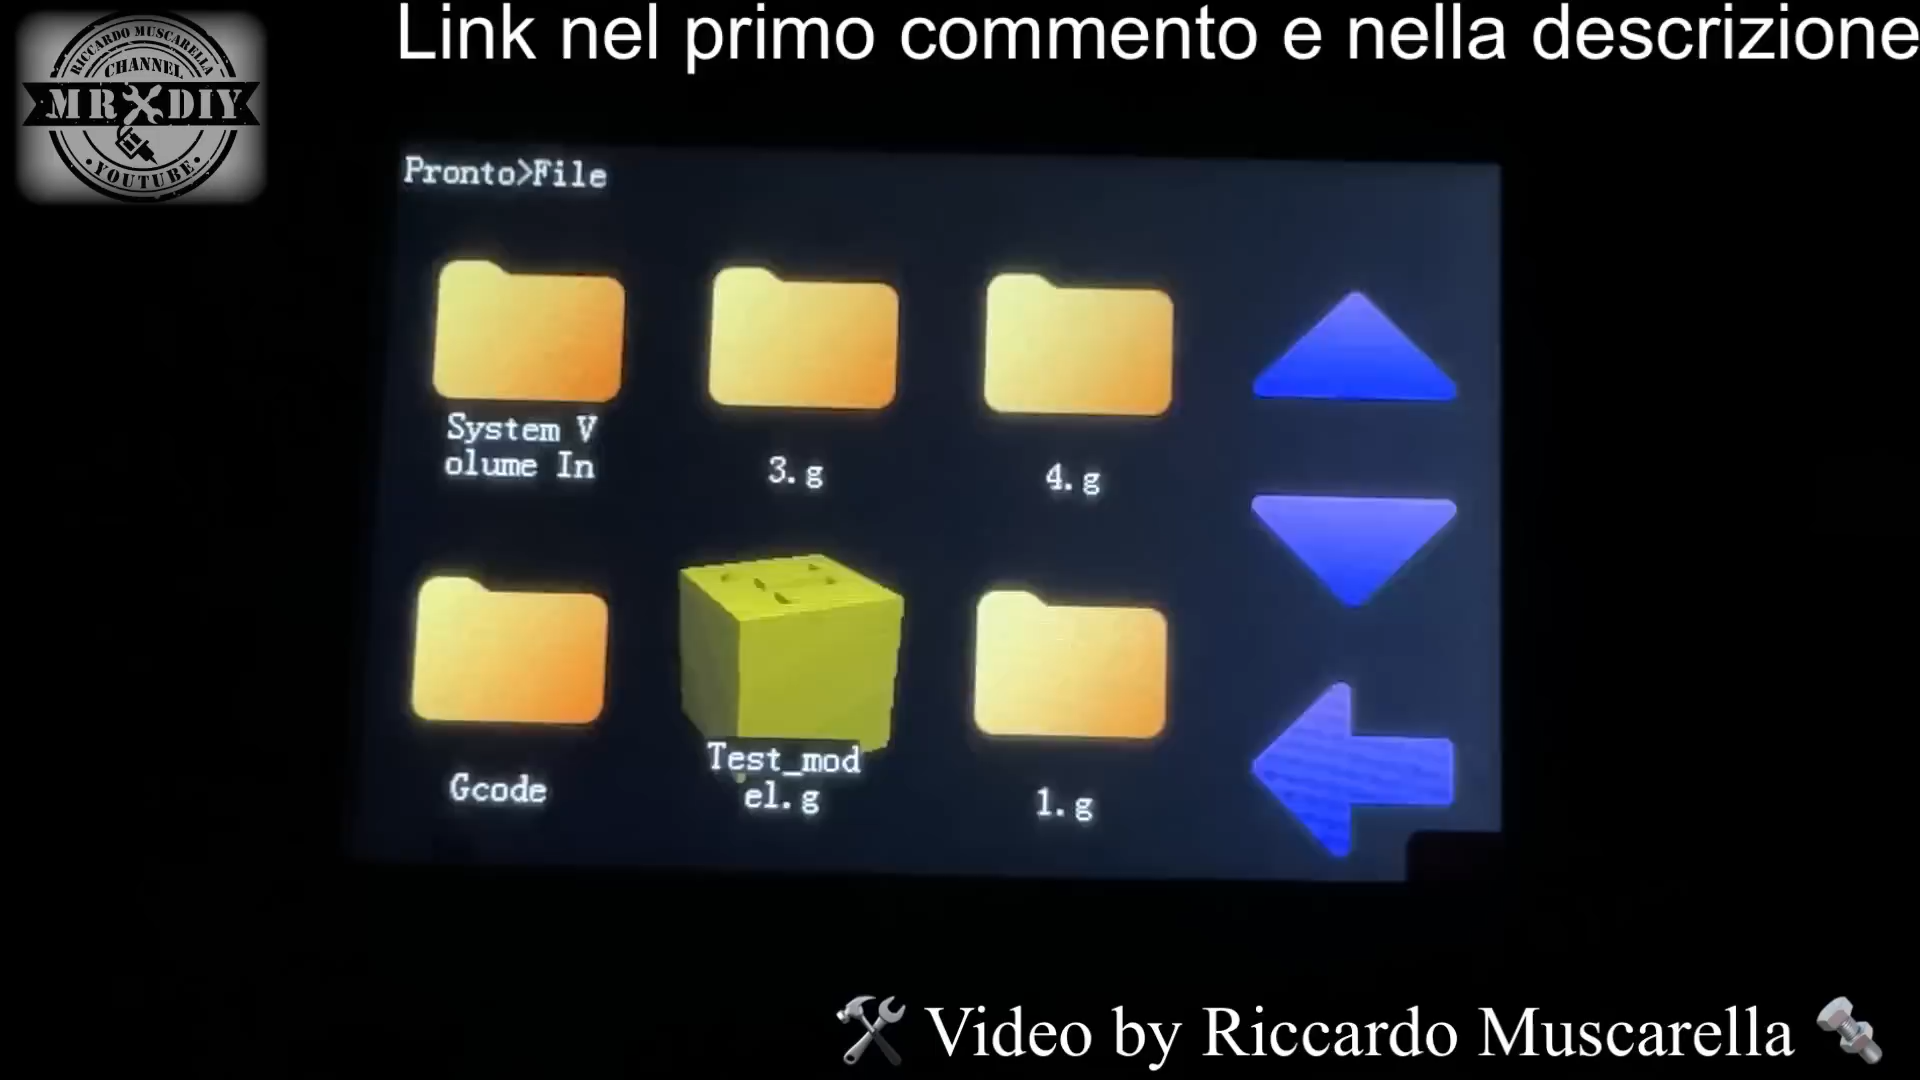 Link nel primo commento e nella descrizione
RICCARDO MUSCARELLA
CHANNEL
MR DIY
YOUTUBE
Pronto>File
System V
olume In
3.g
4.g
Gcode
Test_mod
el.g
1.g
Video by Riccardo Muscarella